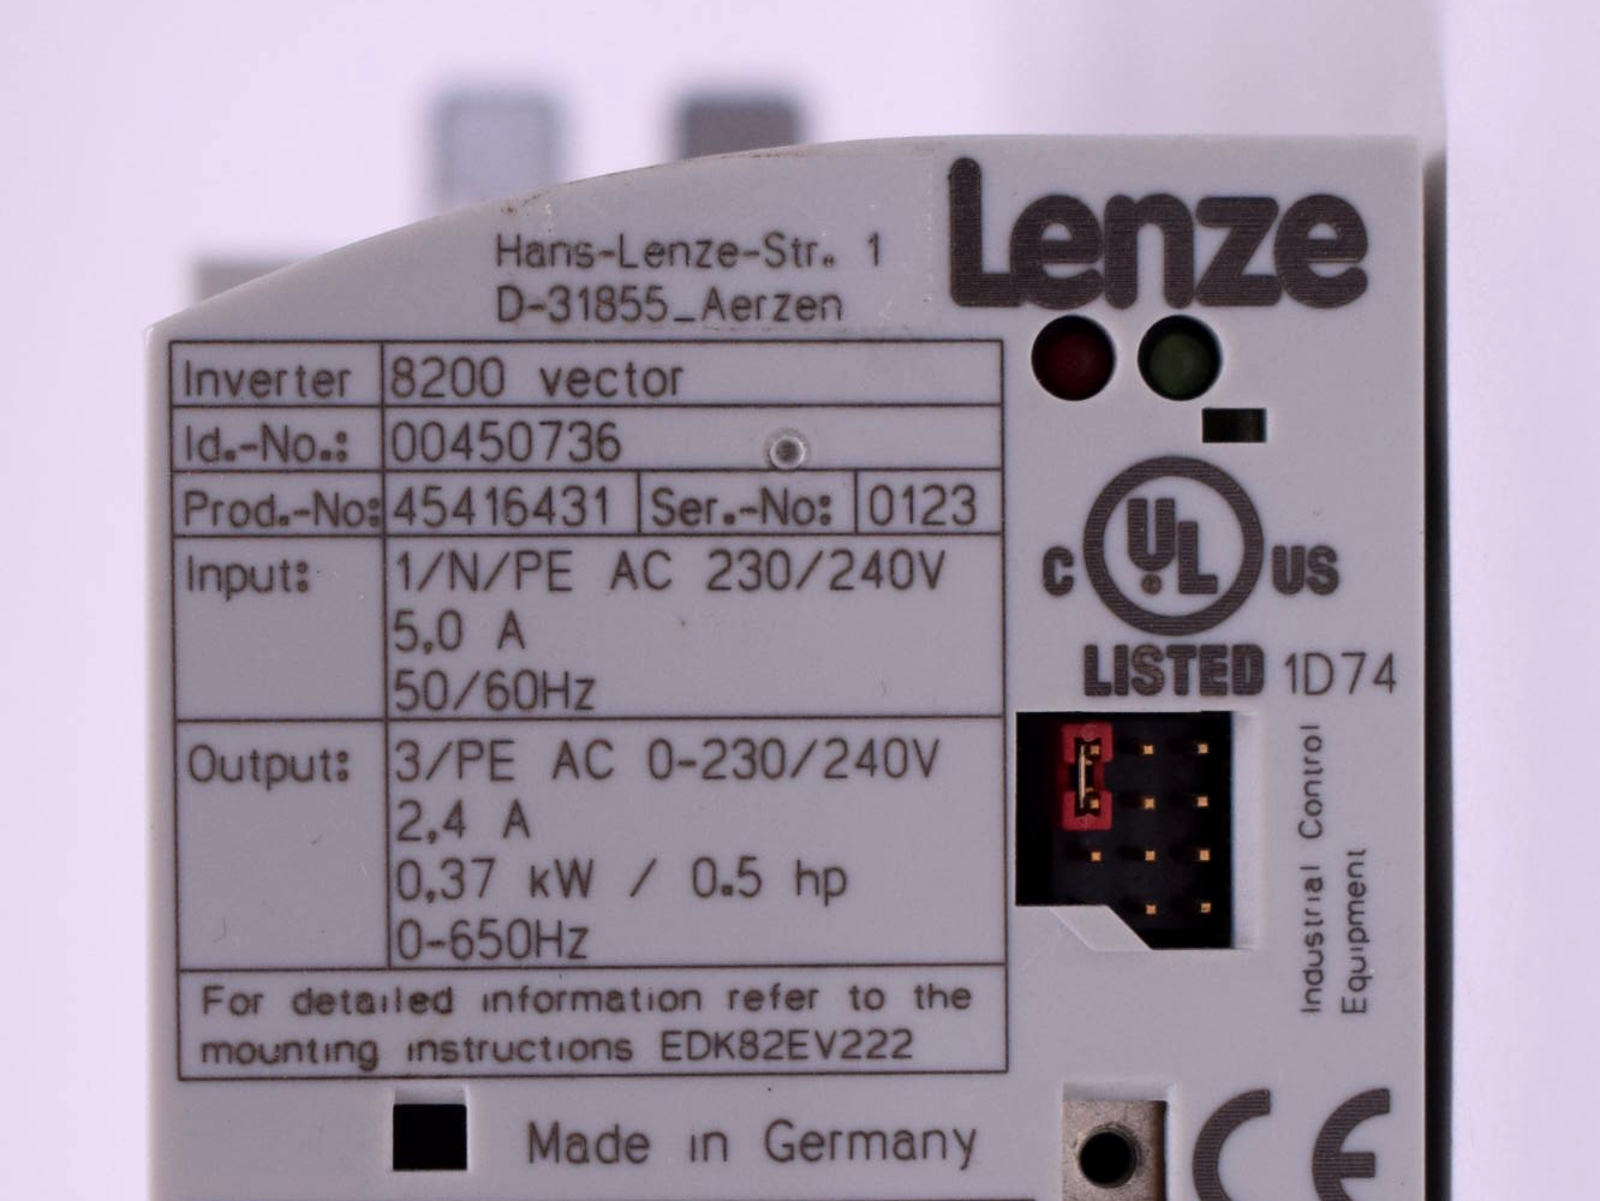 Lenze
Hans-Lenze-Str. 1
D-31855_Aerzen
Inverter 8200 vector
Id.-No.: 00450736
Prod.-No: 45416431 Ser.-No: 0123
Input: 1/N/PE AC 230/240V
5,0 A
50/60Hz
Output: 3/PE AC 0-230/240V
2,4 A
0,37 kW / 0.5 hp
0-650Hz
For detailed information refer to the
mounting instructions EDK82EV222
Made in Germany
C UL US
LISTED 1D74
Industrial Control
Equipment
CE